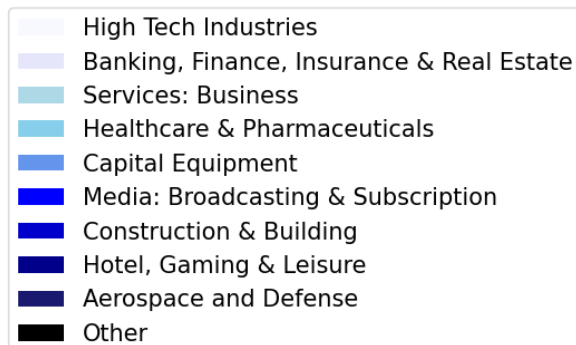 High Tech Industries
Banking, Finance, Insurance & Real Estate
Services: Business
Healthcare & Pharmaceuticals
Capital Equipment
Media: Broadcasting & Subscription
Construction & Building
Hotel, Gaming & Leisure
Aerospace and Defense
Other